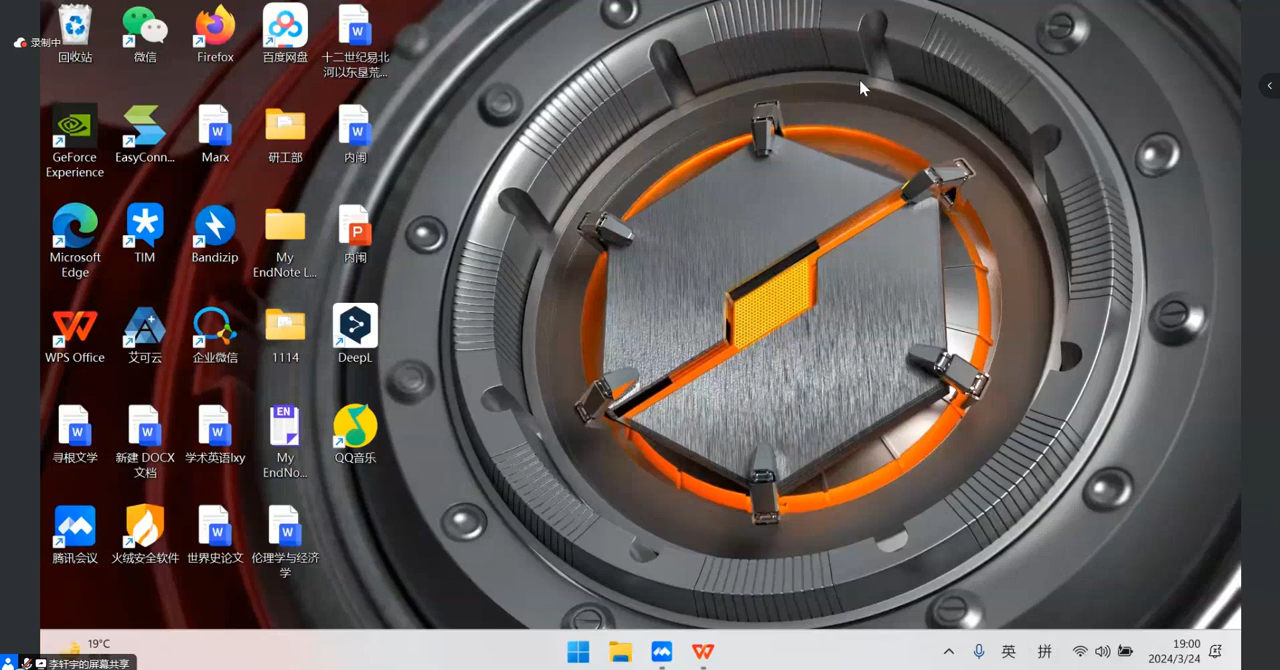 录制中
回收站
微信
Firefox
百度网盘
十二世纪易北
河以东垦荒...
GeForce
Experience
EasyConn...
Marx
研工部
内闱
Microsoft
Edge
TIM
Bandizip
My
EndNote L...
内闱
WPS Office
艾可云
企业微信
1114
DeepL
寻根文学
新建 DOCX
文档
学术英语lxy
EN
My
EndNo...
QQ音乐
腾讯会议
火绒安全软件
世界史论文
伦理学与经济
学
19°C
英
拼
19:00
2024/3/24
李轩宇的屏幕共享